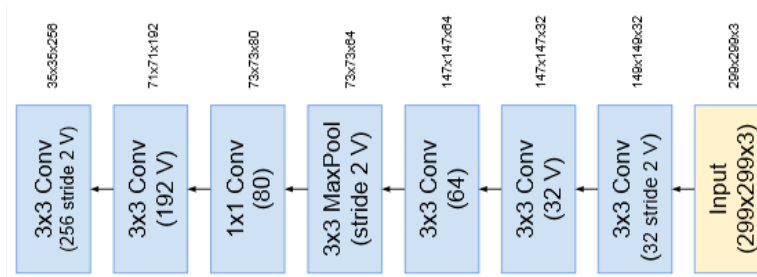 35x35x256
71x71x192
73x73x80
73x73x64
147x147x64
147x147x32
149x149x32
299x299x3
3x3 Conv
(256 stride 2 V)
3x3 Conv
(192 V)
1x1 Conv
(80)
3x3 MaxPool
(stride 2 V)
3x3 Conv
(64)
3x3 Conv
(32 V)
3x3 Conv
(32 stride 2 V)
Input
(299x299x3)